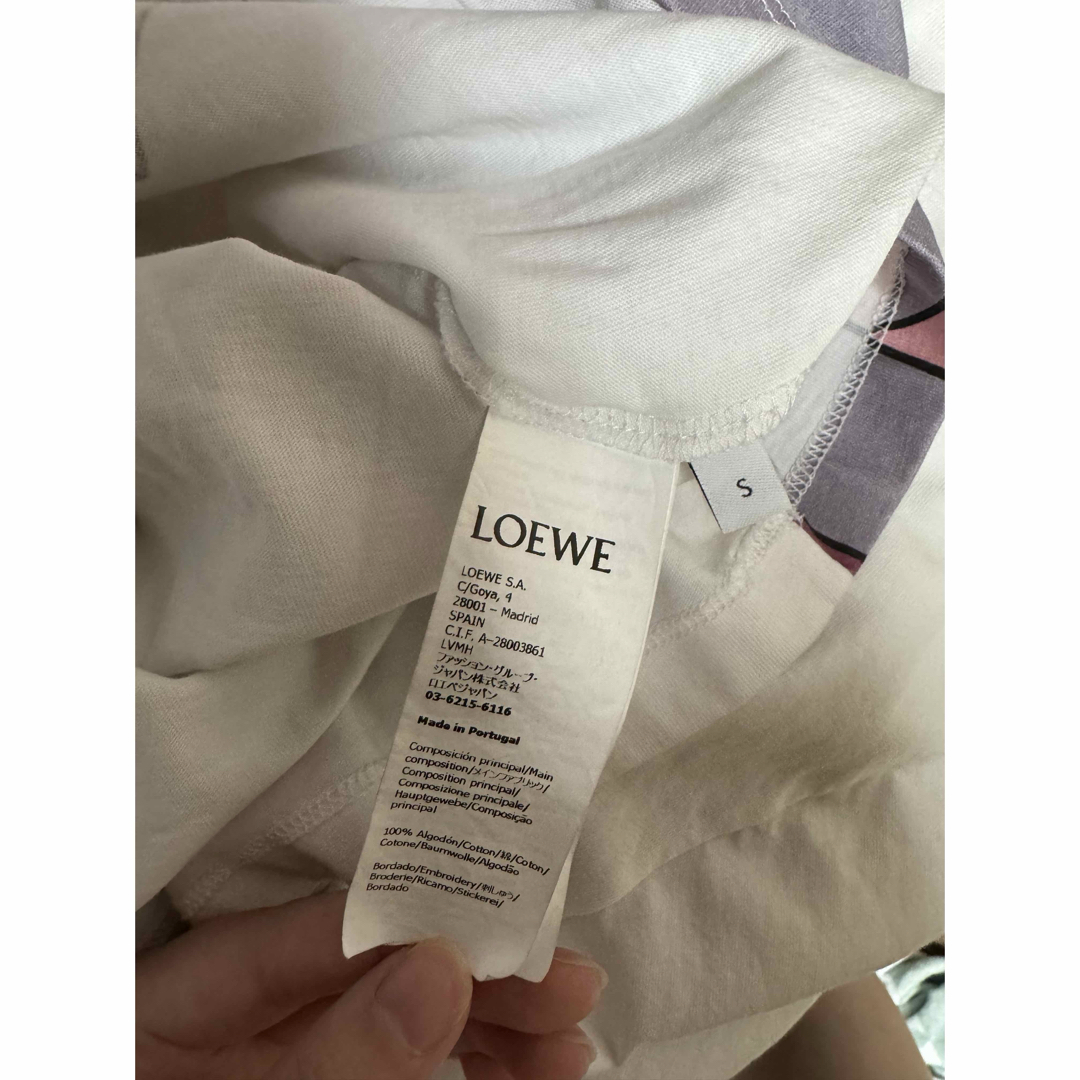 LOEWE
LOEWE S.A.
C/Goya, 4
28001 – Madrid
SPAIN
C.I.F. A-28003861
LVMH
ファッション・グループ・
ジャパン株式会社
ロエベジャパン
03-6215-6116
Made in Portugal
Composición principal/Main
composition/メインファブリック/
Composition principal/
Composizione principale/
Hauptgewebe/Composição
principal
100% Algodón/Cotton/綿/Coton/
Cotone/Baumwolle/Algodão
Bordado/Embroidery/刺しゅう/
Broderie/Ricamo/Stickerei/
Bordado
S